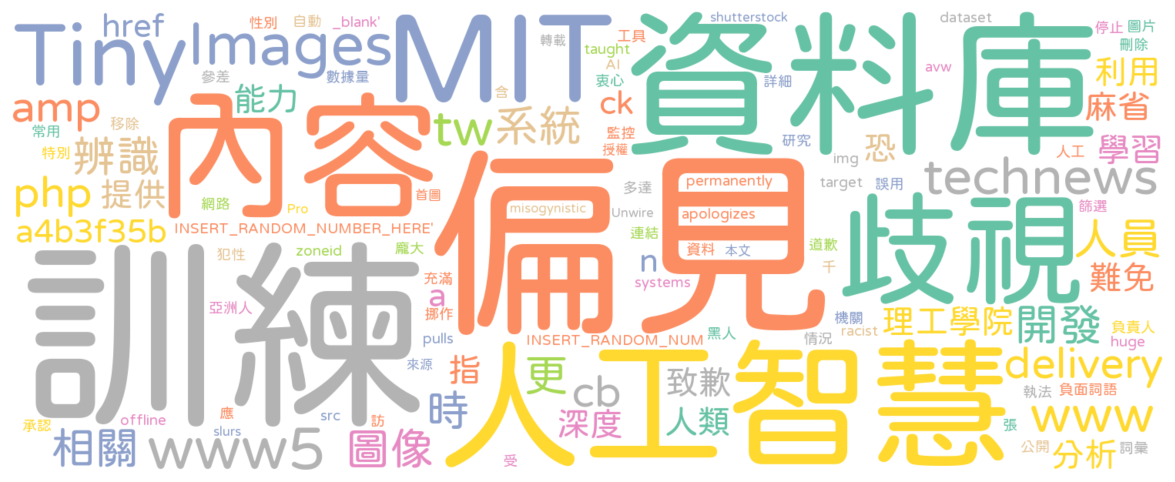 href
性別
自動
_blank'
Tiny
Images
MIT
資料庫
轉載
shutterstock
dataset
停止
圖片
taught
工具
刪除
參差
數據量
AI
衷心
詳細
avw
利用
amp
能力
含
ck
麻省
常用
移除
tw
系統
監控
授權
研究
恐
人工
學習
特別
辨識
內容
img
提供
首圖
多達
permanently
target
誤用
technews
php
網路
Pro
misogynistic
Unwire
apologizes
篩選
a4b3f35b
INSERT_RANDOM_NUMBER_HERE'
連結
歧視
人員
犯性
zoneid
龐大
偏見
資料
本文
道歉
n
千
訓練
充滿
systems
難免
a
亞洲人
挪作
機關
理工學院
開發
負責人
黑人
racist
pulls
INSERT_RANDOM_NUM
情況
huge
來源
指
人工智慧
更
致歉
delivery
cb
執法
負面詞語
承認
offline
應
src
訪
時
深度
人類
www
張
相關
www5
slurs
圖像
受
公開
分析
詞彙